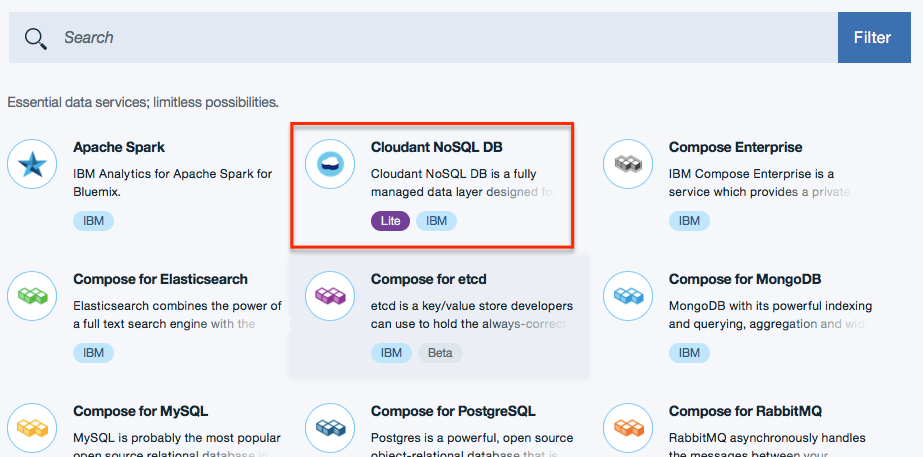 Search
Filter
Essential data services; limitless possibilities.
Apache Spark
IBM Analytics for Apache Spark for
Bluemix.
IBM
Cloudant NoSQL DB
Cloudant NoSQL DB is a fully
managed data layer designed for
Lite
IBM
Compose Enterprise
IBM Compose Enterprise is a
service which provides a private
IBM
Compose for Elasticsearch
Elasticsearch combines the power of
a full text search engine with the
IBM
Compose for etcd
etcd is a key/value store developers
can use to hold the always-correct
IBM
Beta
Compose for MongoDB
MongoDB with its powerful indexing
and querying, aggregation and wide
IBM
Compose for MySQL
MySQL is probably the most popular
open source relational database in
Compose for PostgreSQL
Postgres is a powerful, open source
object-relational database that is
Compose for RabbitMQ
RabbitMQ asynchronously handles
the messages between your